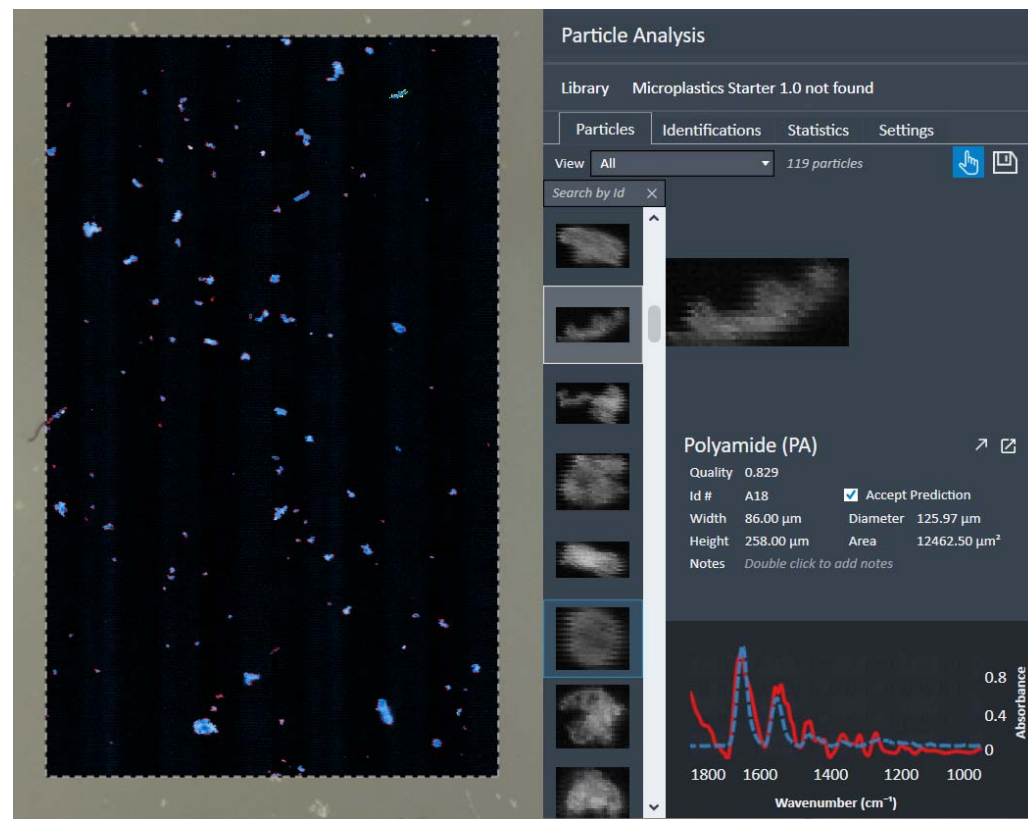 Particle Analysis
Library Microplastics Starter 1.0 not found
Particles Identifications Statistics Settings
View All 119 particles
Search by Id
Polyamide (PA)
Quality 0.829
Id # A18 Accept Prediction
Width 86.00 µm Diameter 125.97 µm
Height 258.00 µm Area 12462.50 µm²
Notes Double click to add notes
0.8
0.4
0
Absorbance
1800 1600 1400 1200 1000
Wavenumber (cm⁻¹)